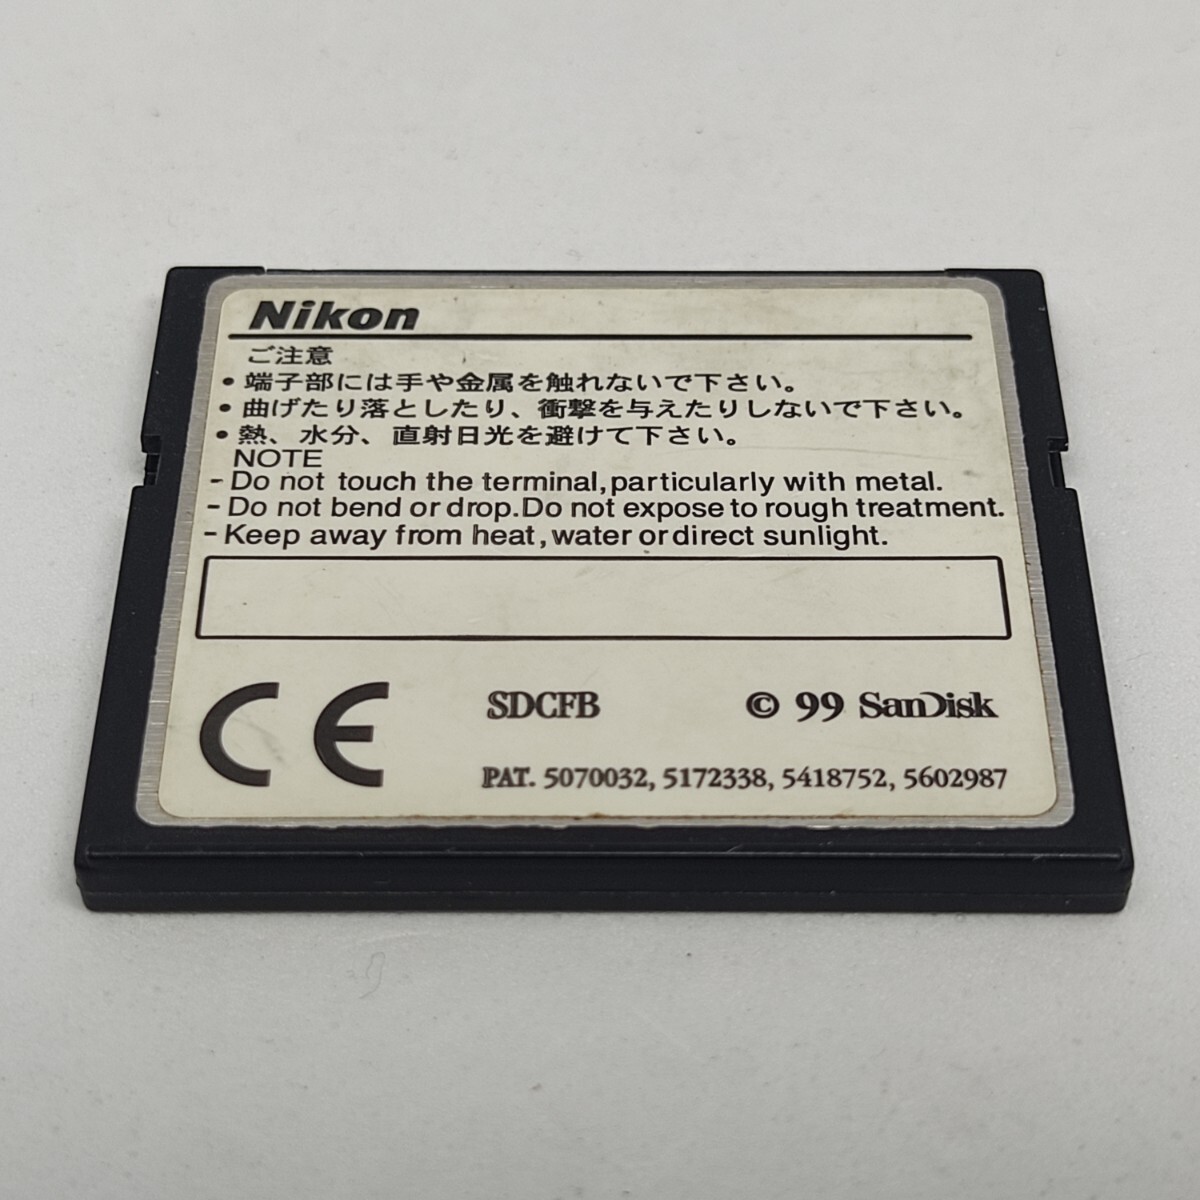 Nikon
ご注意
• 端子部には手や金属を触れないで下さい。
• 曲げたり落としたり、衝撃を与えたりしないで下さい。
• 熱、水分、直射日光を避けて下さい。
NOTE
- Do not touch the terminal, particularly with metal.
- Do not bend or drop. Do not expose to rough treatment.
- Keep away from heat, water or direct sunlight.
CE SDCFB © 99 SanDisk
PAT. 5070032, 5172338, 5418752, 5602987